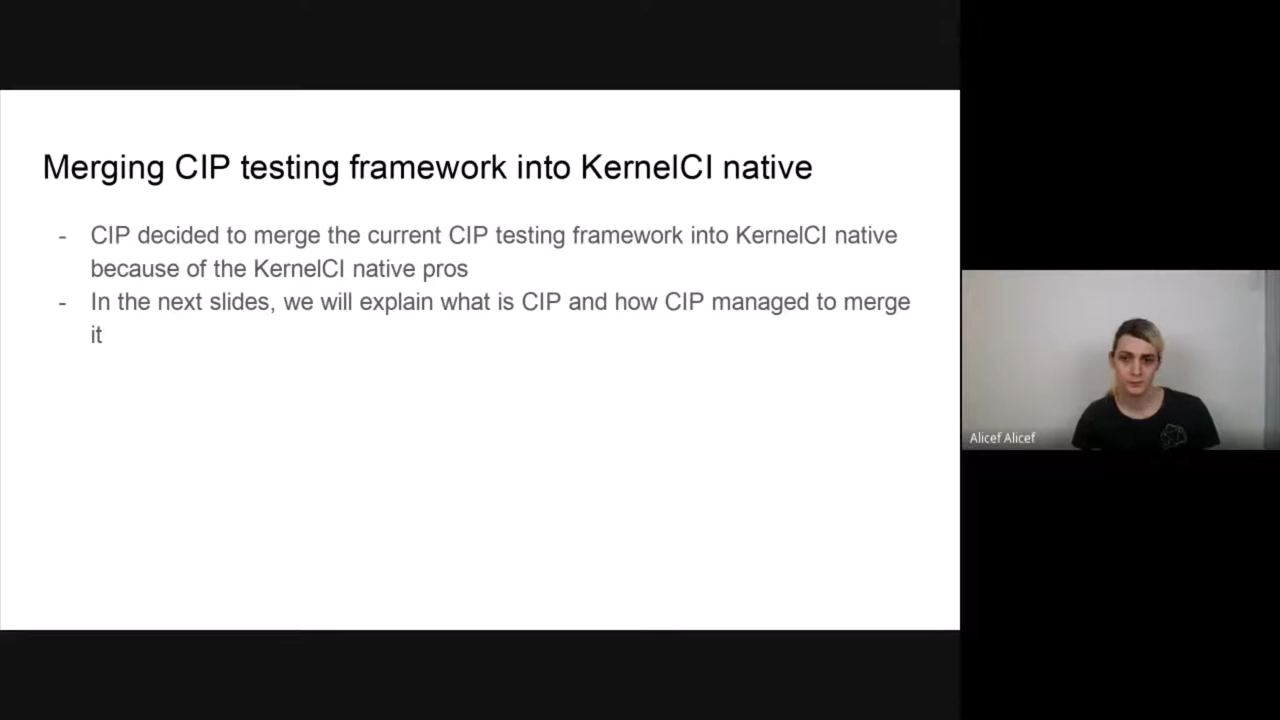 Merging CIP testing framework into KernelCI native
- CIP decided to merge the current CIP testing framework into KernelCI native
because of the KernelCI native pros
- In the next slides, we will explain what is CIP and how CIP managed to merge
it
Alicef Alicef